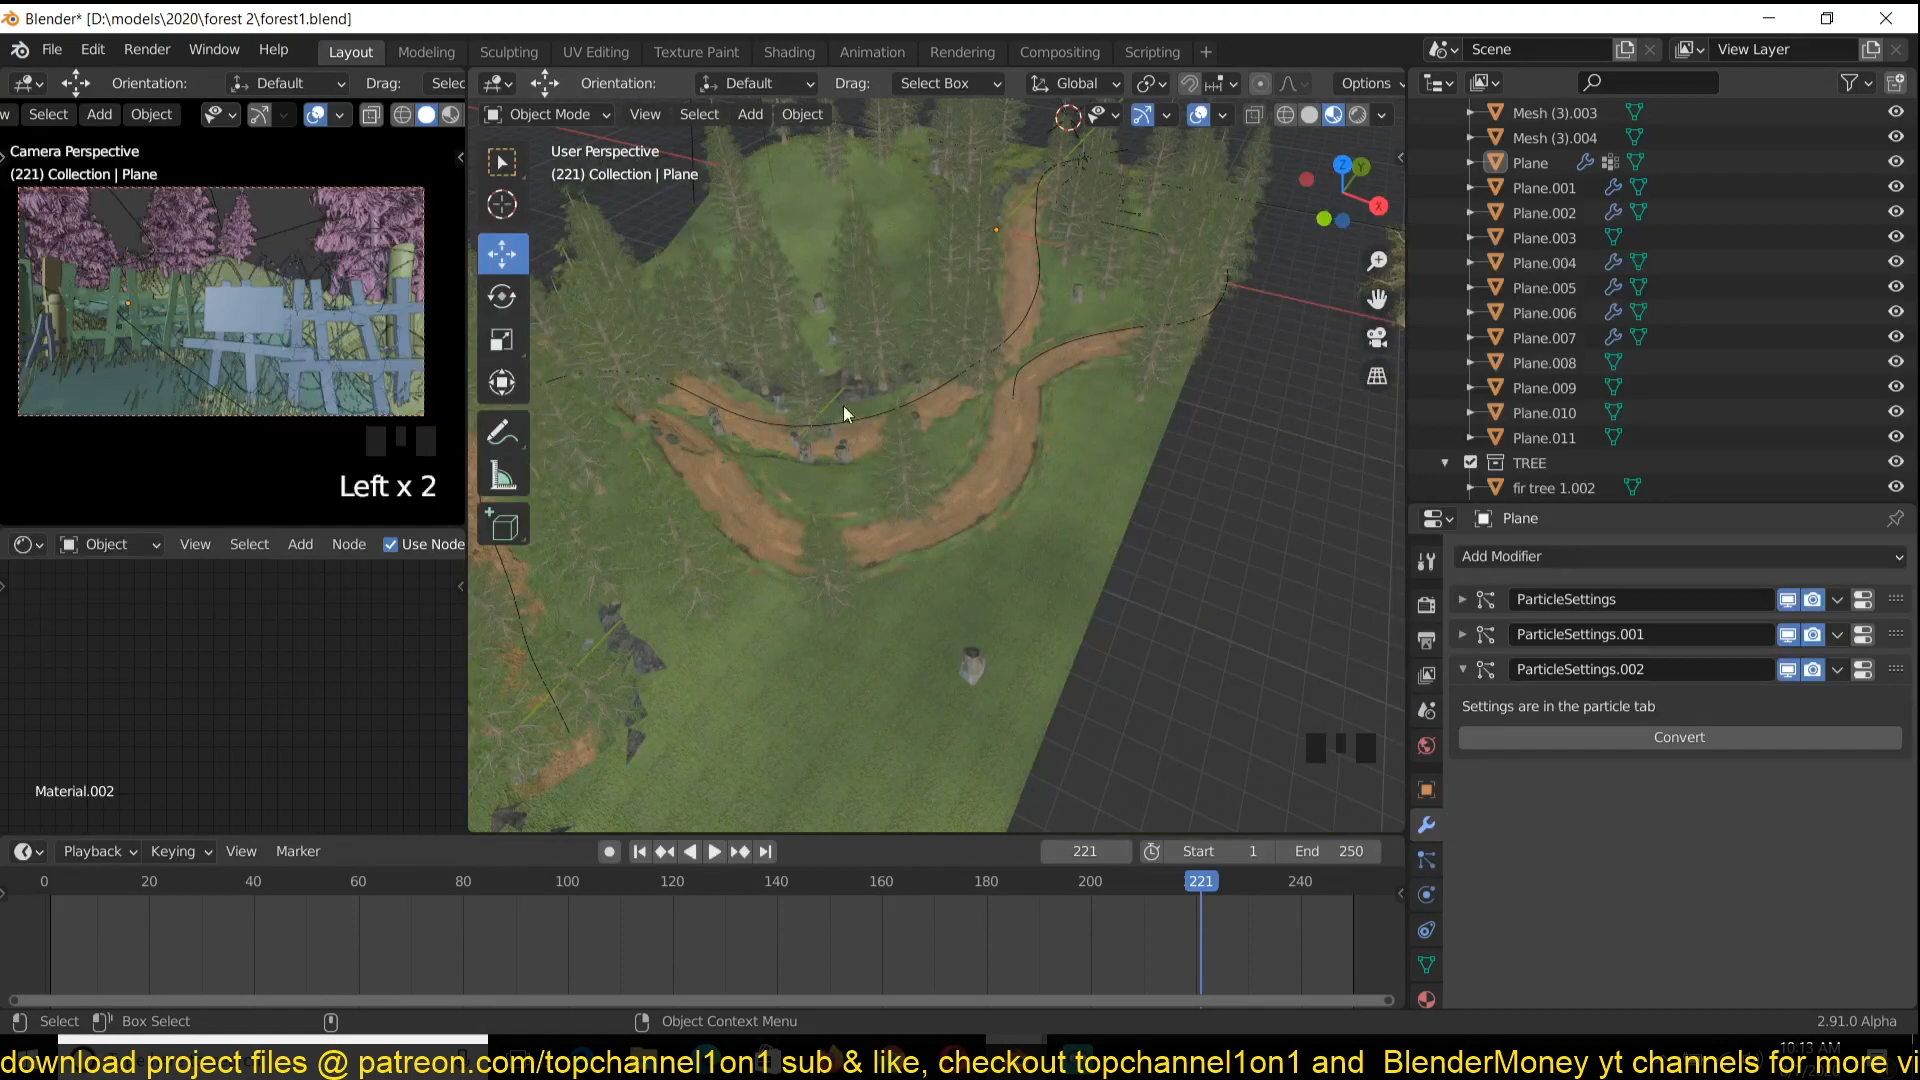 Blender* [D:\models\2020\forest 2\forest1.blend]
File Edit Render Window Help
Layout Modeling Sculpting UV Editing Texture Paint Shading Animation Rendering Compositing Scripting +
Scene
View Layer
Orientation: Default Drag: Selec
Orientation: Default Drag: Select Box Global Options
w Select Add Object
Object Mode View Select Add Object
Camera Perspective
(221) Collection | Plane
User Perspective
(221) Collection | Plane
Z
Y
X
Left x 2
Mesh (3).003
Mesh (3).004
Plane
Plane.001
Plane.002
Plane.003
Plane.004
Plane.005
Plane.006
Plane.007
Plane.008
Plane.009
Plane.010
Plane.011
TREE
fir tree 1.002
Plane
Add Modifier
ParticleSettings
ParticleSettings.001
ParticleSettings.002
Settings are in the particle tab
Convert
Object View Select Add Node Use Node
Material.002
Playback Keying View Marker
221 Start 1 End 250
0 20 40 60 80 100 120 140 160 180 200 221 240
Select Box Select Object Context Menu
2.91.0 Alpha
10:13 AM
download project files @ patreon.com/topchannel1on1 sub & like, checkout topchannel1on1 and BlenderMoney yt channels for more vi